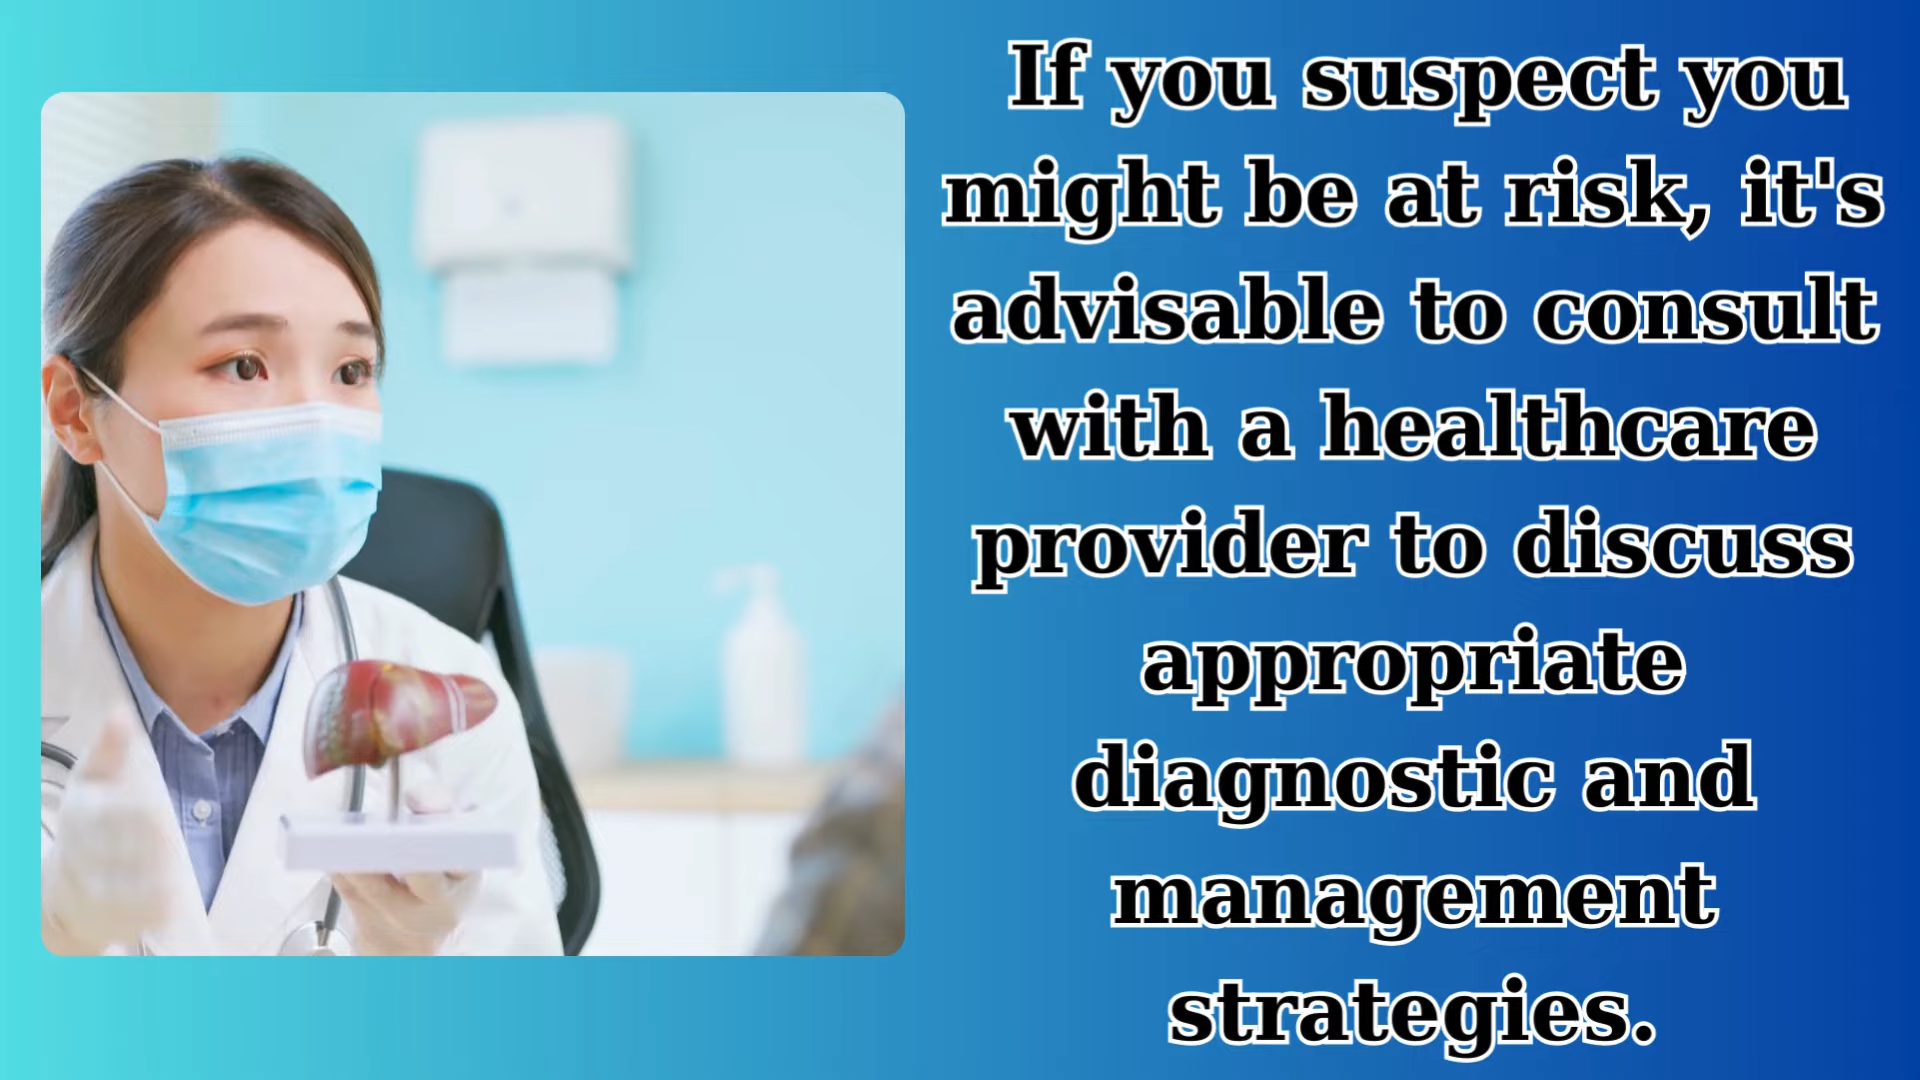 If you suspect you
might be at risk, it's
advisable to consult
with a healthcare
provider to discuss
appropriate
diagnostic and
management
strategies.